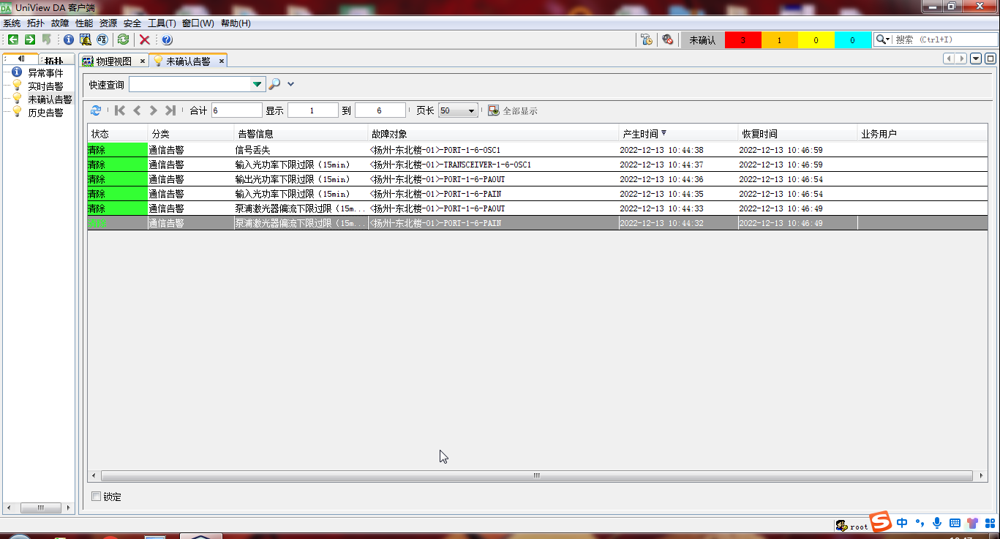 UniView DA 客户端
系统 拓扑 故障 性能 资源 安全 工具(T) 窗口(W) 帮助(H)
未确认 3 1 0 0 搜索 (Ctrl+I)
拓扑 物理视图 未确认告警
异常事件
实时告警
未确认告警
历史告警
快速查询
合计 6 显示 1 到 6 页长 50 全部显示
状态 分类 告警信息 故障对象 产生时间 恢复时间 业务用户
清除 通信告警 信号丢失 <扬州-东北楼-01>-PORT-1-6-OSC1 2022-12-13 10:44:38 2022-12-13 10:46:59
清除 通信告警 输入光功率下限过限（15min） <扬州-东北楼-01>-TRANSCEIVER-1-6-OSC1 2022-12-13 10:44:37 2022-12-13 10:46:59
清除 通信告警 输出光功率下限过限（15min） <扬州-东北楼-01>-PORT-1-6-PAOUT 2022-12-13 10:44:36 2022-12-13 10:46:54
清除 通信告警 输入光功率下限过限（15min） <扬州-东北楼-01>-PORT-1-6-PAIN 2022-12-13 10:44:35 2022-12-13 10:46:54
清除 通信告警 泵浦激光器偏流下限过限（15m... <扬州-东北楼-01>-PORT-1-6-PAOUT 2022-12-13 10:44:33 2022-12-13 10:46:49
清除 通信告警 泵浦激光器偏流下限过限（15m... <扬州-东北楼-01>-PORT-1-6-PAIN 2022-12-13 10:44:32 2022-12-13 10:46:49
锁定
root 中